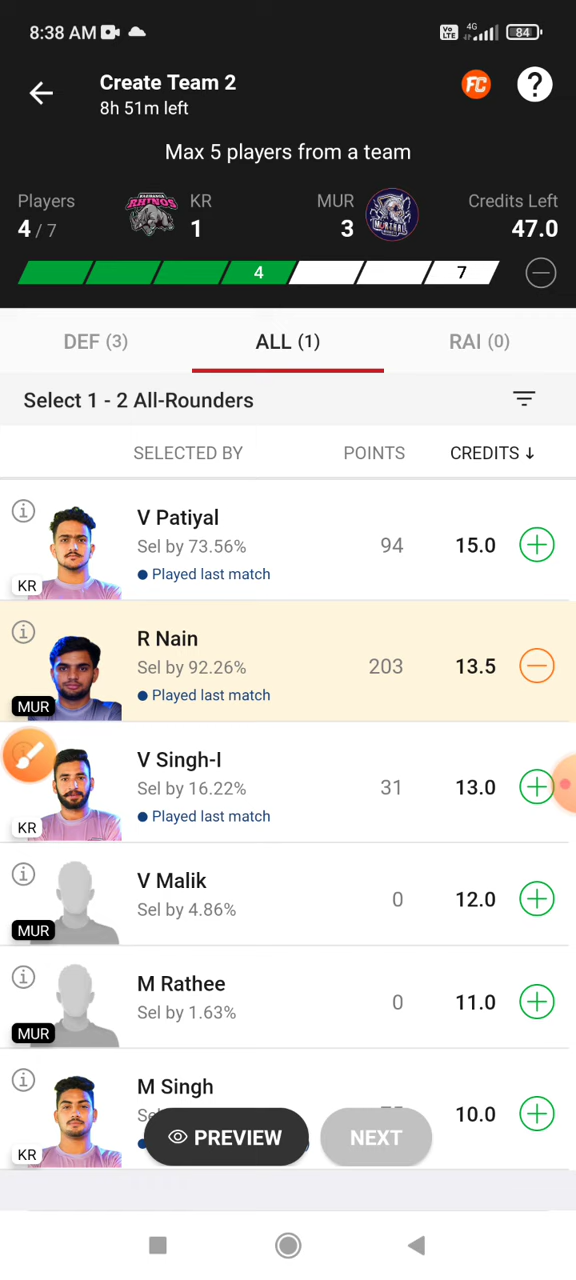 8:38 AM
Vo LTE 4G 84
Create Team 2
8h 51m left
FC ?
Max 5 players from a team
Players
4 / 7
RHINOS
KR
1
MUR
3
Credits Left
47.0
4 7
DEF (3) ALL (1) RAI (0)
Select 1 - 2 All-Rounders
SELECTED BY POINTS CREDITS ↓
V Patiyal
Sel by 73.56% 94 15.0
Played last match
KR
R Nain
Sel by 92.26% 203 13.5
Played last match
MUR
V Singh-I
Sel by 16.22% 31 13.0
Played last match
KR
V Malik
Sel by 4.86% 0 12.0
MUR
M Rathee
Sel by 1.63% 0 11.0
MUR
M Singh
10.0
KR
PREVIEW NEXT